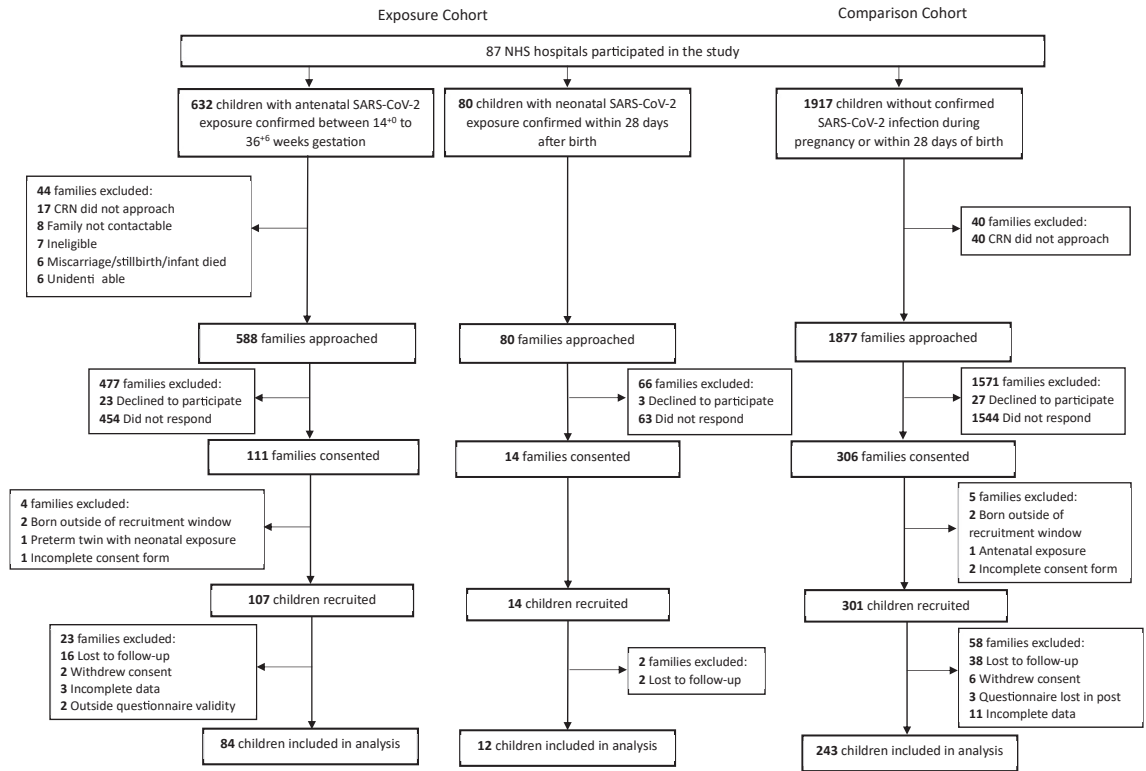 Exposure Cohort
Comparison Cohort
87 NHS hospitals participated in the study
632 children with antenatal SARS-CoV-2
exposure confirmed between 14⁺⁰ to
36⁺⁶ weeks gestation
80 children with neonatal SARS-CoV-2
exposure confirmed within 28 days
after birth
1917 children without confirmed
SARS-CoV-2 infection during
pregnancy or within 28 days of birth
44 families excluded:
17 CRN did not approach
8 Family not contactable
7 Ineligible
6 Miscarriage/stillbirth/infant died
6 Unidenti able
40 families excluded:
40 CRN did not approach
588 families approached
80 families approached
1877 families approached
477 families excluded:
23 Declined to participate
454 Did not respond
66 families excluded:
3 Declined to participate
63 Did not respond
1571 families excluded:
27 Declined to participate
1544 Did not respond
111 families consented
14 families consented
306 families consented
4 families excluded:
2 Born outside of recruitment window
1 Preterm twin with neonatal exposure
1 Incomplete consent form
5 families excluded:
2 Born outside of
recruitment window
1 Antenatal exposure
2 Incomplete consent form
107 children recruited
14 children recruited
301 children recruited
23 families excluded:
16 Lost to follow-up
2 Withdrew consent
3 Incomplete data
2 Outside questionnaire validity
2 families excluded:
2 Lost to follow-up
58 families excluded:
38 Lost to follow-up
6 Withdrew consent
3 Questionnaire lost in post
11 Incomplete data
84 children included in analysis
12 children included in analysis
243 children included in analysis